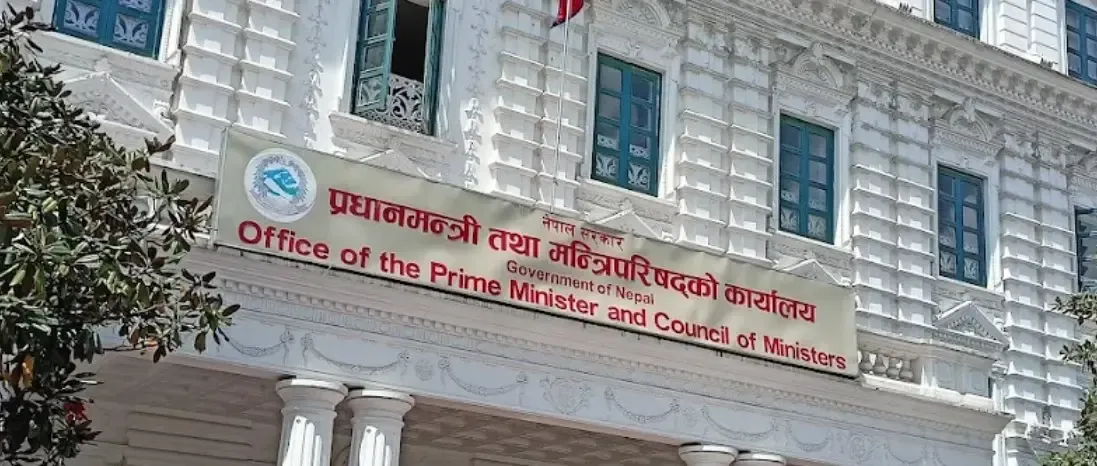 नेपाल सरकार
प्रधानमन्त्री तथा मन्त्रिपरिषद्को कार्यालय
Government of Nepal
Office of the Prime Minister and Council of Ministers